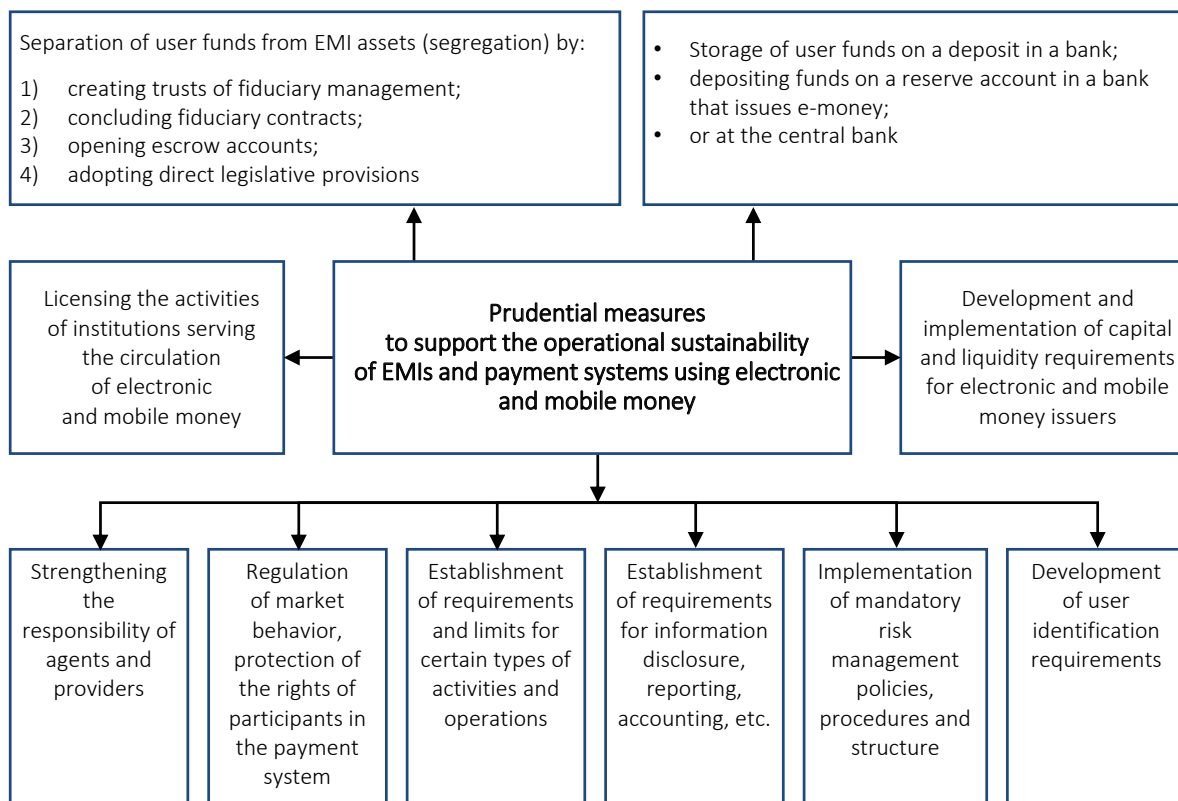 Separation of user funds from EMI assets (segregation) by:
1) creating trusts of fiduciary management;
2) concluding fiduciary contracts;
3) opening escrow accounts;
4) adopting direct legislative provisions
• Storage of user funds on a deposit in a bank;
• depositing funds on a reserve account in a bank
that issues e-money;
• or at the central bank
Licensing the activities
of institutions serving
the circulation
of electronic
and mobile money
Prudential measures
to support the operational sustainability
of EMIs and payment systems using electronic
and mobile money
Development and
implementation of capital
and liquidity requirements
for electronic and mobile
money issuers
Strengthening
the
responsibility of
agents and
providers
Regulation
of market
behavior,
protection of
the rights of
participants in
the payment
system
Establishment
of requirements
and limits for
certain types of
activities and
operations
Establishment
of requirements
for information
disclosure,
reporting,
accounting, etc.
Implementation
of mandatory
risk
management
policies,
procedures and
structure
Development
of user
identification
requirements